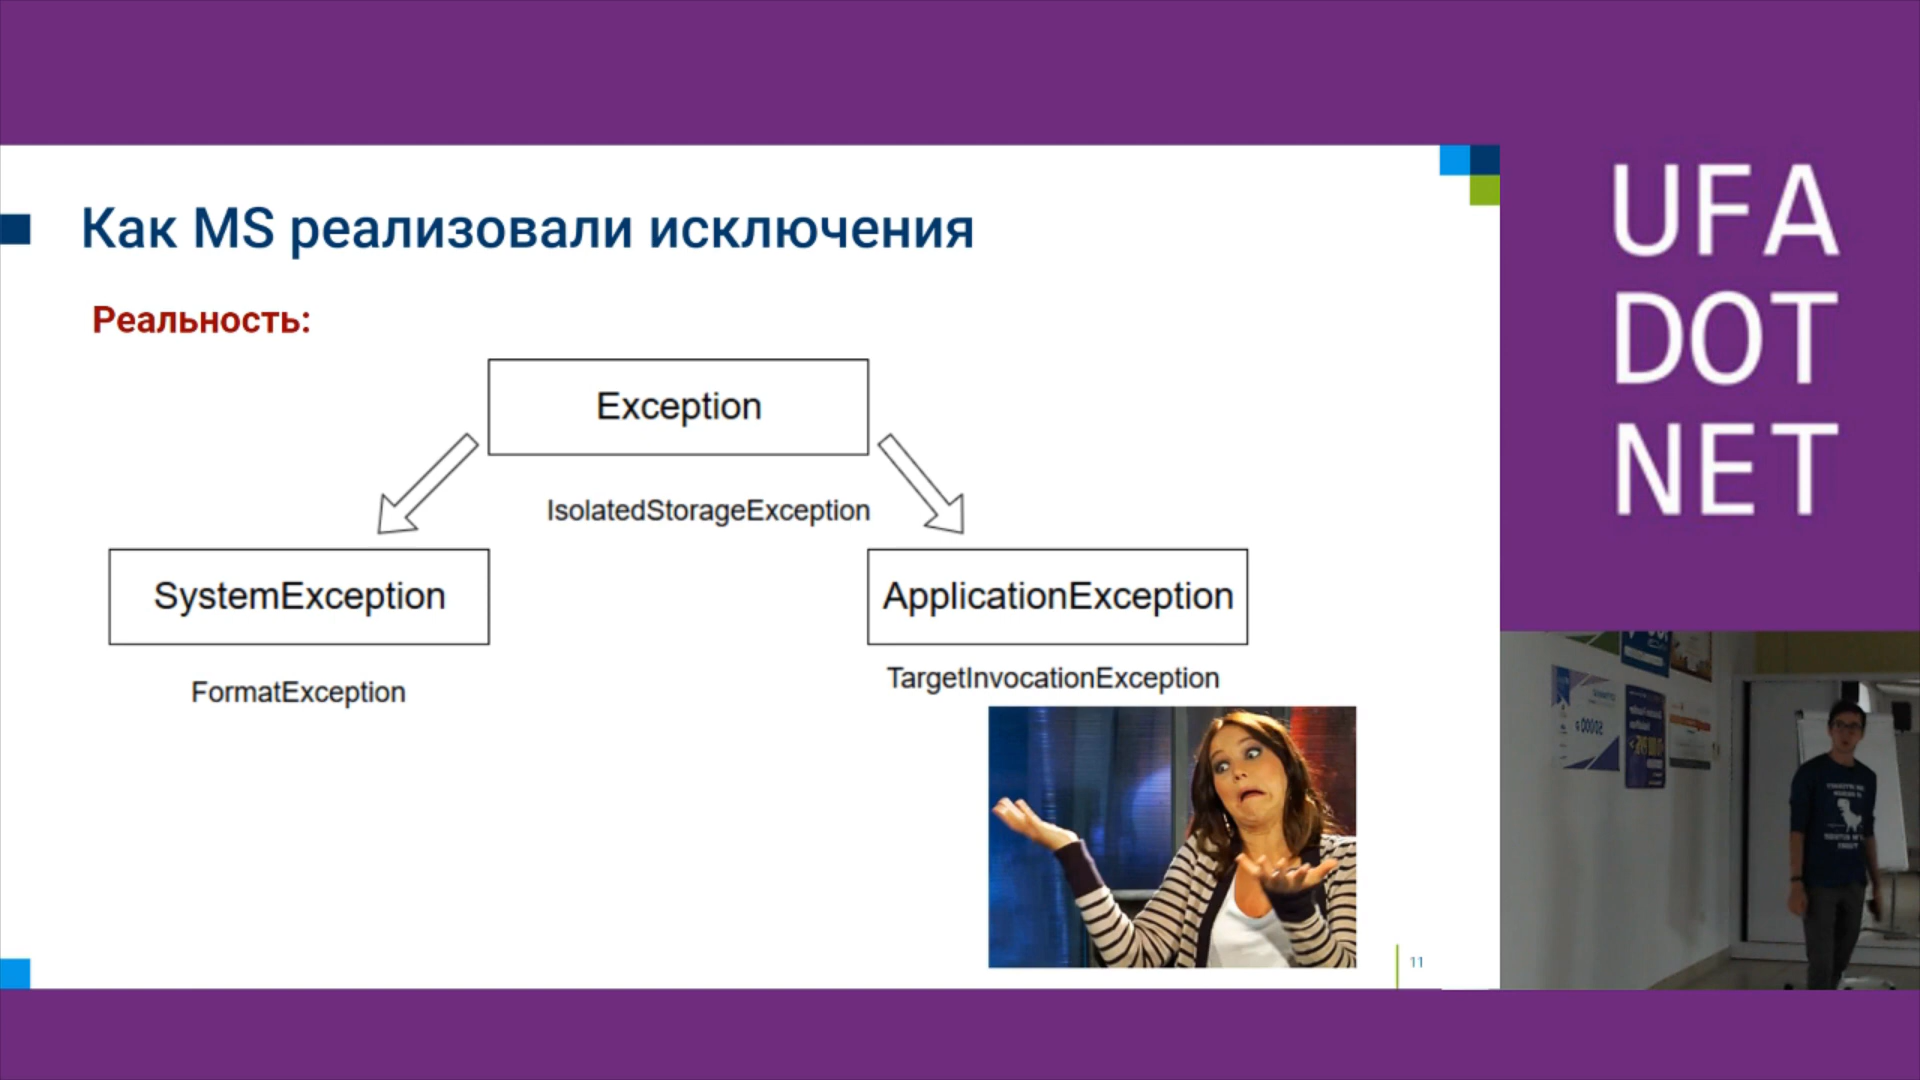 Как MS реализовали исключения
Реальность:
Exception
IsolatedStorageException
SystemException
ApplicationException
FormatException
TargetInvocationException
11
UFA
DOT
NET